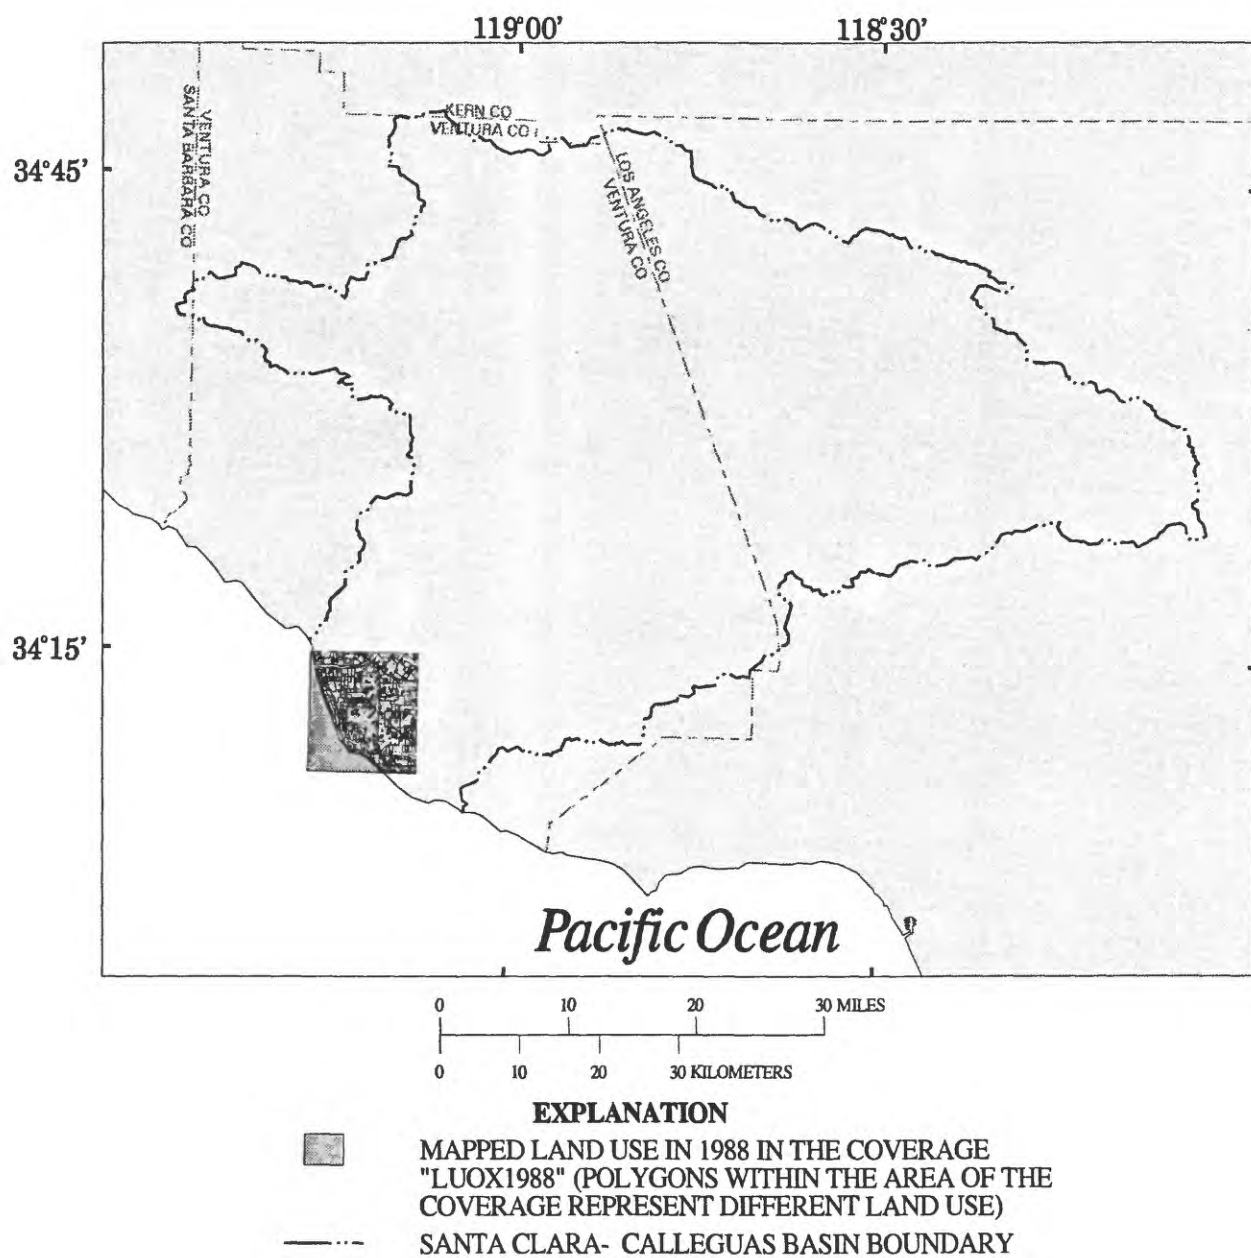 119°00' 118°30'
KERN CO
VENTURA CO
VENTURA CO
SANTA BARBARA CO
LOS ANGELES CO
VENTURA CO
34°45'
34°15'
Pacific Ocean
0 10 20 30 MILES
0 10 20 30 KILOMETERS
EXPLANATION
MAPPED LAND USE IN 1988 IN THE COVERAGE
"LUOX1988" (POLYGONS WITHIN THE AREA OF THE
COVERAGE REPRESENT DIFFERENT LAND USE)
SANTA CLARA- CALLEGUAS BASIN BOUNDARY